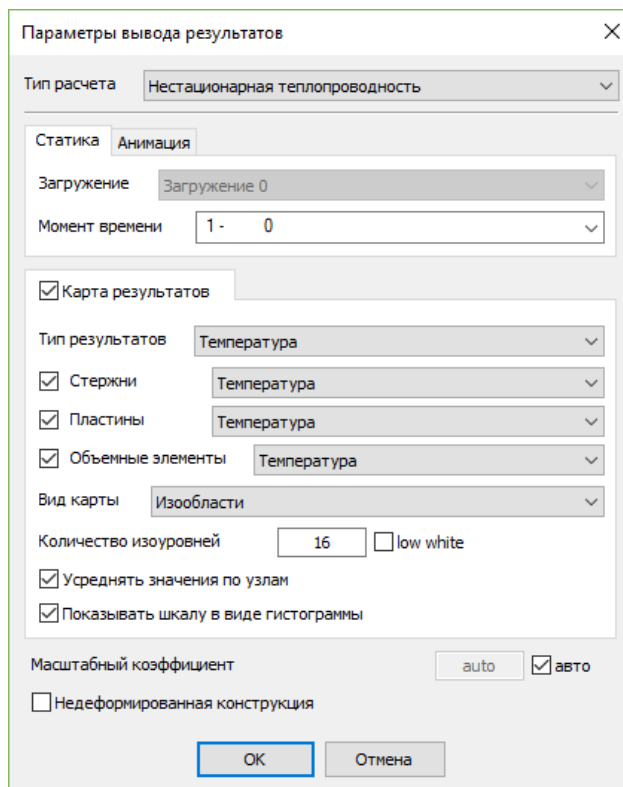 Параметры вывода результатов
Тип расчета Нестационарная теплопроводность
Статика Анимация
Загружение Загружение 0
Момент времени 1 - 0
Карта результатов
Тип результатов Температура
Стержни Температура
Пластины Температура
Объемные элементы Температура
Вид карты Изообласти
Количество изоуровней 16 low white
Усреднять значения по узлам
Показывать шкалу в виде гистограммы
Масштабный коэффициент auto авто
Недеформированная конструкция
OK Отмена